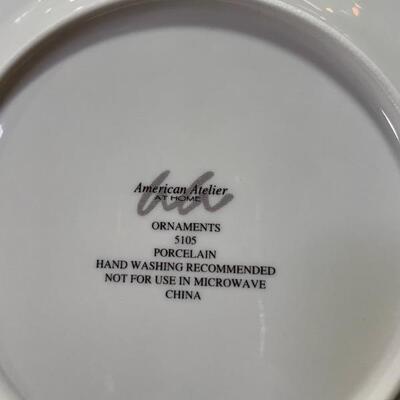 American Atelier
AT HOME
ORNAMENTS
5105
PORCELAIN
HAND WASHING RECOMMENDED
NOT FOR USE IN MICROWAVE
CHINA